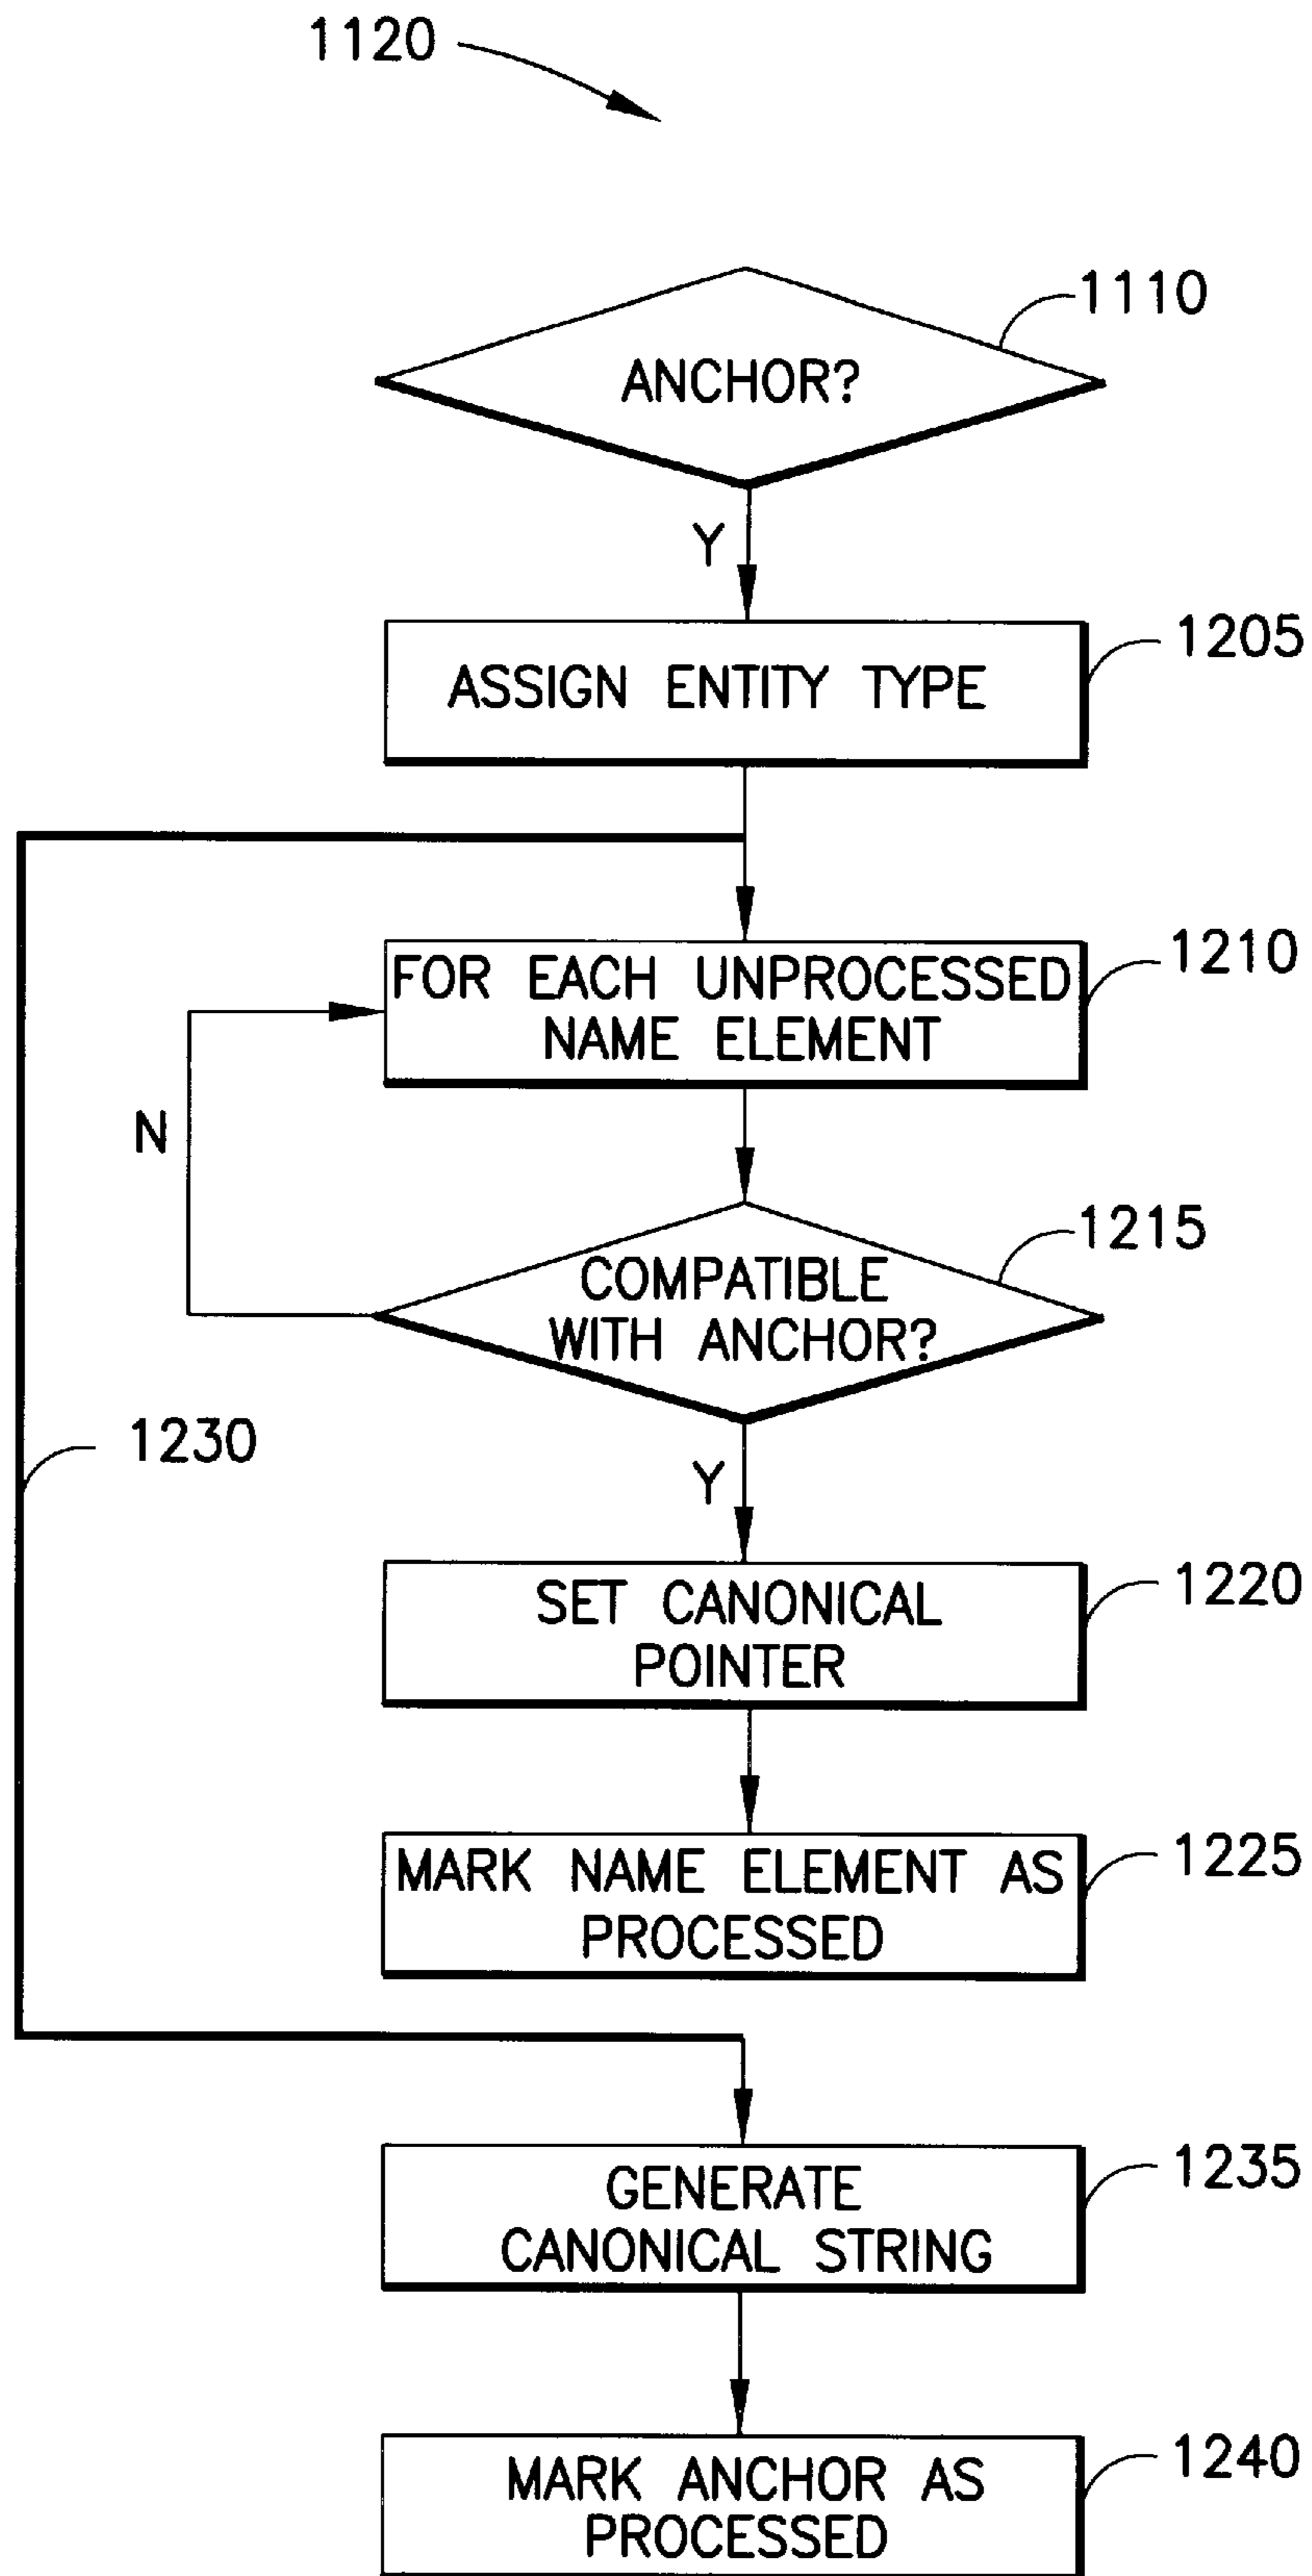 1120
1110
ANCHOR?
Y
1205
ASSIGN ENTITY TYPE
1210
FOR EACH UNPROCESSED
NAME ELEMENT
N
1215
COMPATIBLE
WITH ANCHOR?
1230
Y
1220
SET CANONICAL
POINTER
1225
MARK NAME ELEMENT AS
PROCESSED
1235
GENERATE
CANONICAL STRING
1240
MARK ANCHOR AS
PROCESSED